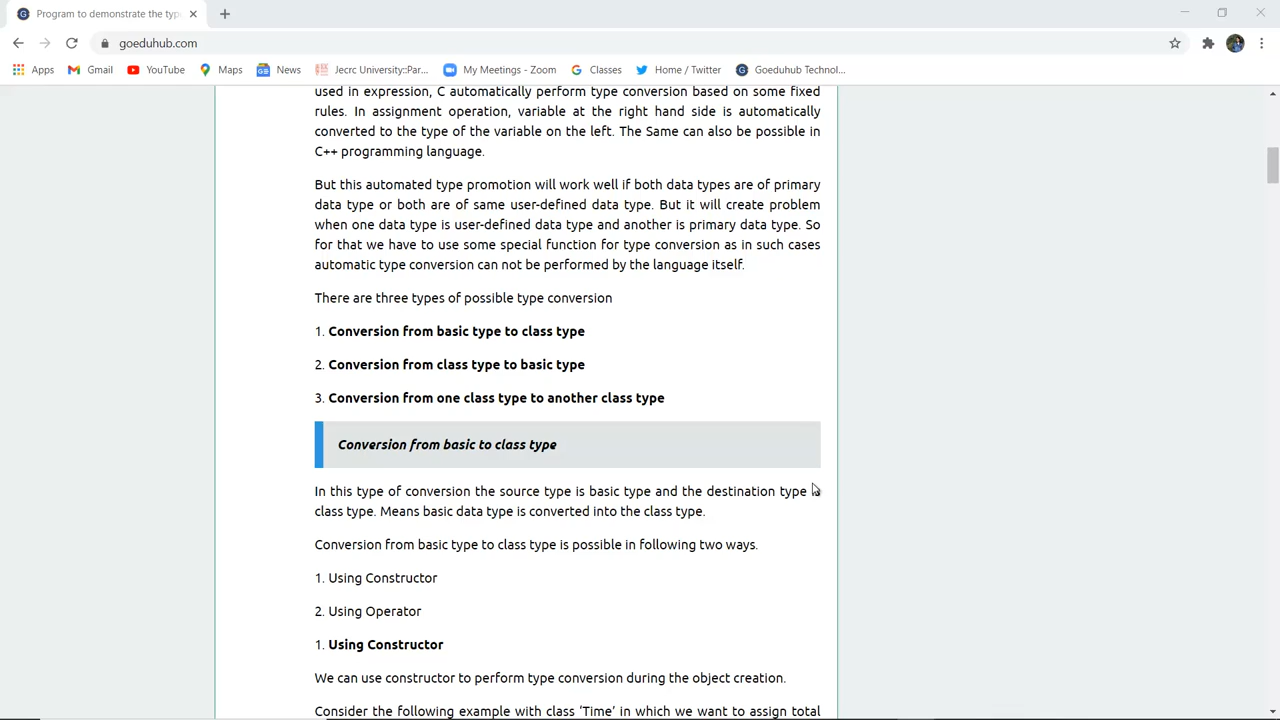 Program to demonstrate the typ
goeduhub.com
Apps Gmail YouTube Maps News Jecrc University::Par... My Meetings - Zoom Classes Home / Twitter Goeduhub Technol...
used in expression, C automatically perform type conversion based on some fixed
rules. In assignment operation, variable at the right hand side is automatically
converted to the type of the variable on the left. The Same can also be possible in
C++ programming language.
But this automated type promotion will work well if both data types are of primary
data type or both are of same user-defined data type. But it will create problem
when one data type is user-defined data type and another is primary data type. So
for that we have to use some special function for type conversion as in such cases
automatic type conversion can not be performed by the language itself.
There are three types of possible type conversion
1. Conversion from basic type to class type
2. Conversion from class type to basic type
3. Conversion from one class type to another class type
Conversion from basic to class type
In this type of conversion the source type is basic type and the destination type
class type. Means basic data type is converted into the class type.
Conversion from basic type to class type is possible in following two ways.
1. Using Constructor
2. Using Operator
1. Using Constructor
We can use constructor to perform type conversion during the object creation.
Consider the following example with class 'Time' in which we want to assign total